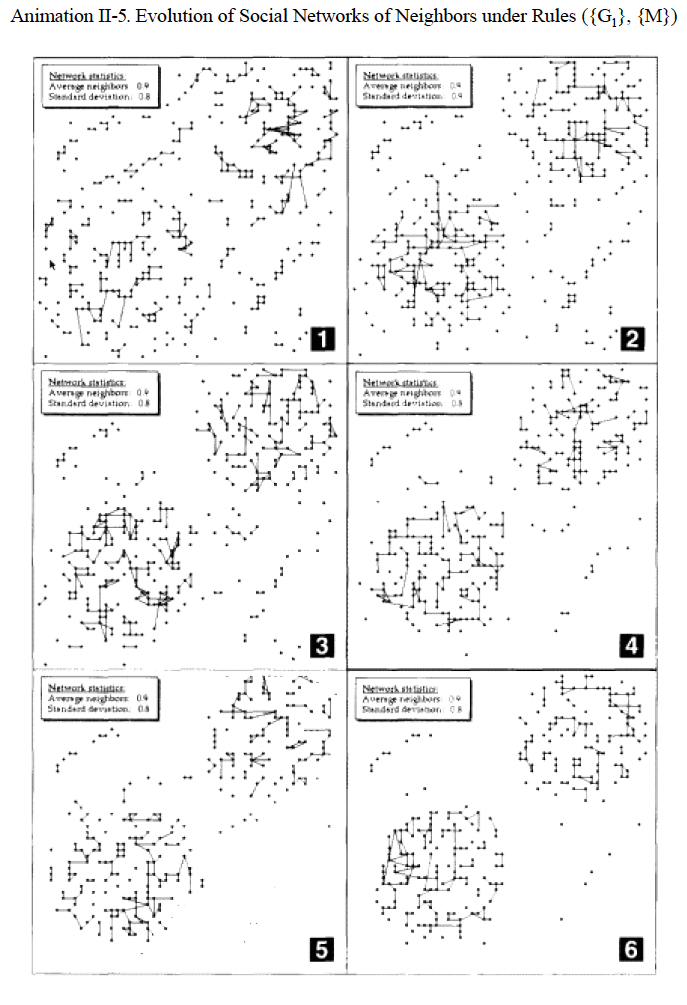 Animation II-5. Evolution of Social Networks of Neighbors under Rules ({G₁}, {M})
Network statistics:
Average neighbors: 0.9
Standard deviation: 0.8
1
Network statistics:
Average neighbors: 0.9
Standard deviation: 0.9
2
Network statistics:
Average neighbors: 0.9
Standard deviation: 0.8
3
Network statistics:
Average neighbors: 0.9
Standard deviation: 0.8
4
Network statistics:
Average neighbors: 0.9
Standard deviation: 0.8
5
Network statistics:
Average neighbors: 0.9
Standard deviation: 0.8
6